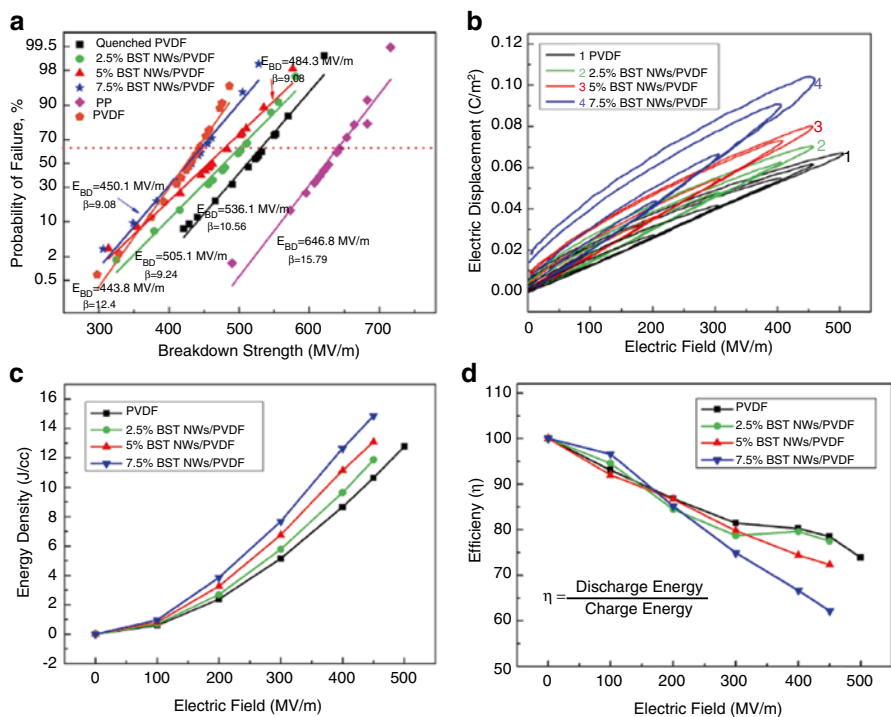 a
99.5
98
90
70
50
30
10
2
0.5
Probability of Failure, %
Quenched PVDF
2.5% BST NWs/PVDF
5% BST NWs/PVDF
7.5% BST NWs/PVDF
PP
PVDF
E_BD=484.3 MV/m
β=9.08
E_BD=450.1 MV/m
β=9.08
E_BD=536.1 MV/m
β=10.56
E_BD=505.1 MV/m
β=9.24
E_BD=646.8 MV/m
β=15.79
E_BD=443.8 MV/m
β=12.4
300 400 500 600 700
Breakdown Strength (MV/m)
b
0.12
0.10
0.08
0.06
0.04
0.02
0.00
Electric Displacement (C/m²)
1 PVDF
2 2.5% BST NWs/PVDF
3 5% BST NWs/PVDF
4 7.5% BST NWs/PVDF
4
3
2
1
0 100 200 300 400 500
Electric Field (MV/m)
c
16
14
12
10
8
6
4
2
0
-2
Energy Density (J/cc)
PVDF
2.5% BST NWs/PVDF
5% BST NWs/PVDF
7.5% BST NWs/PVDF
0 100 200 300 400 500
Electric Field (MV/m)
d
110
100
90
80
70
60
50
Efficieny (η)
PVDF
2.5% BST NWs/PVDF
5% BST NWs/PVDF
7.5% BST NWs/PVDF
η = Discharge Energy
Charge Energy
0 100 200 300 400 500
Electric Field (MV/m)